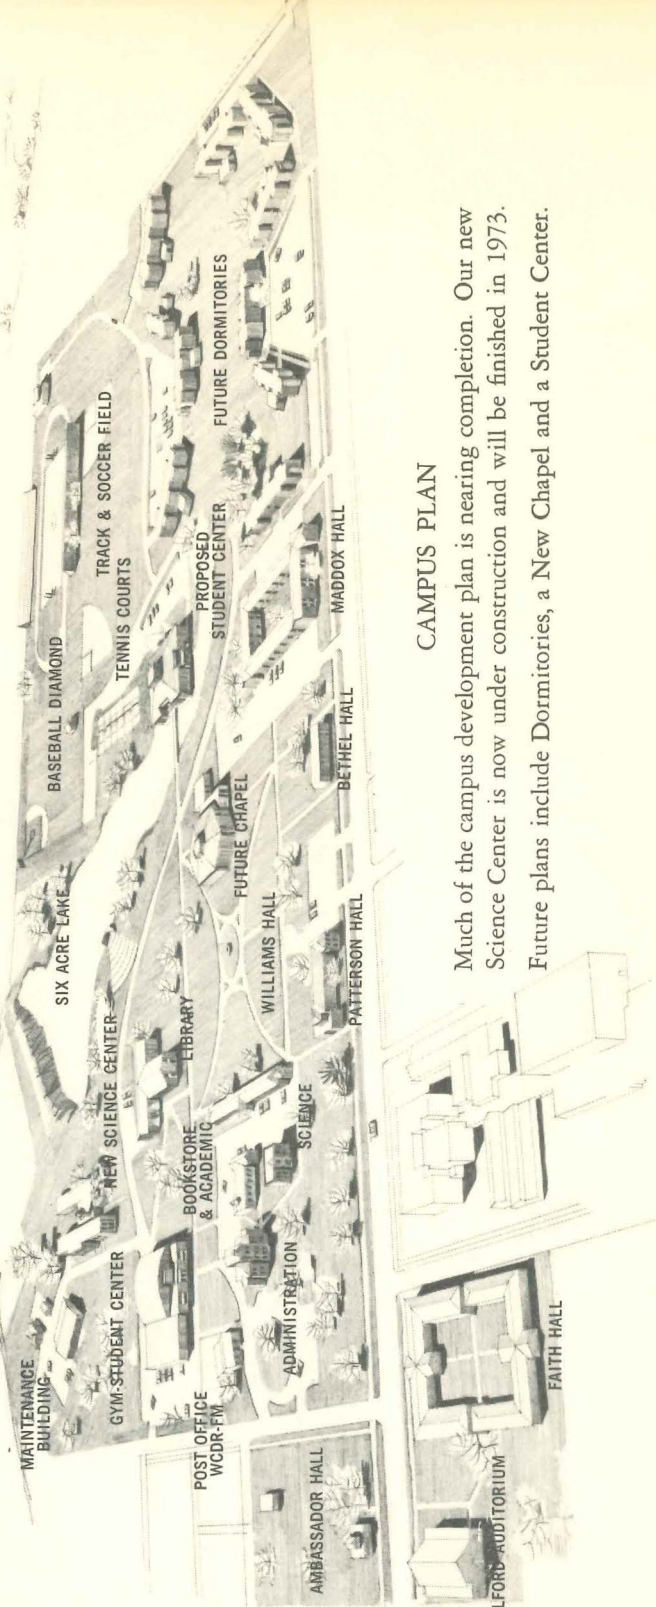 MAINTENANCE
BUILDING
GYM-STUDENT CENTER
POST OFFICE
WCDR-FM
AMBASSADOR HALL
ADMINISTRATION
NEW SCIENCE CENTER
BOOKSTORE
& ACADEMIC
SCIENCE
LIBRARY
SIX ACRE LAKE
WILLIAMS HALL
PATTERSON HALL
FUTURE CHAPEL
BETHEL HALL
BASEBALL DIAMOND
TENNIS COURTS
TRACK & SOCCER FIELD
PROPOSED
STUDENT CENTER
MADDOX HALL
FUTURE DORMITORIES
LFORD AUDITORIUM
FAITH HALL
CAMPUS PLAN
Much of the campus development plan is nearing completion. Our new
Science Center is now under construction and will be finished in 1973.
Future plans include Dormitories, a New Chapel and a Student Center.